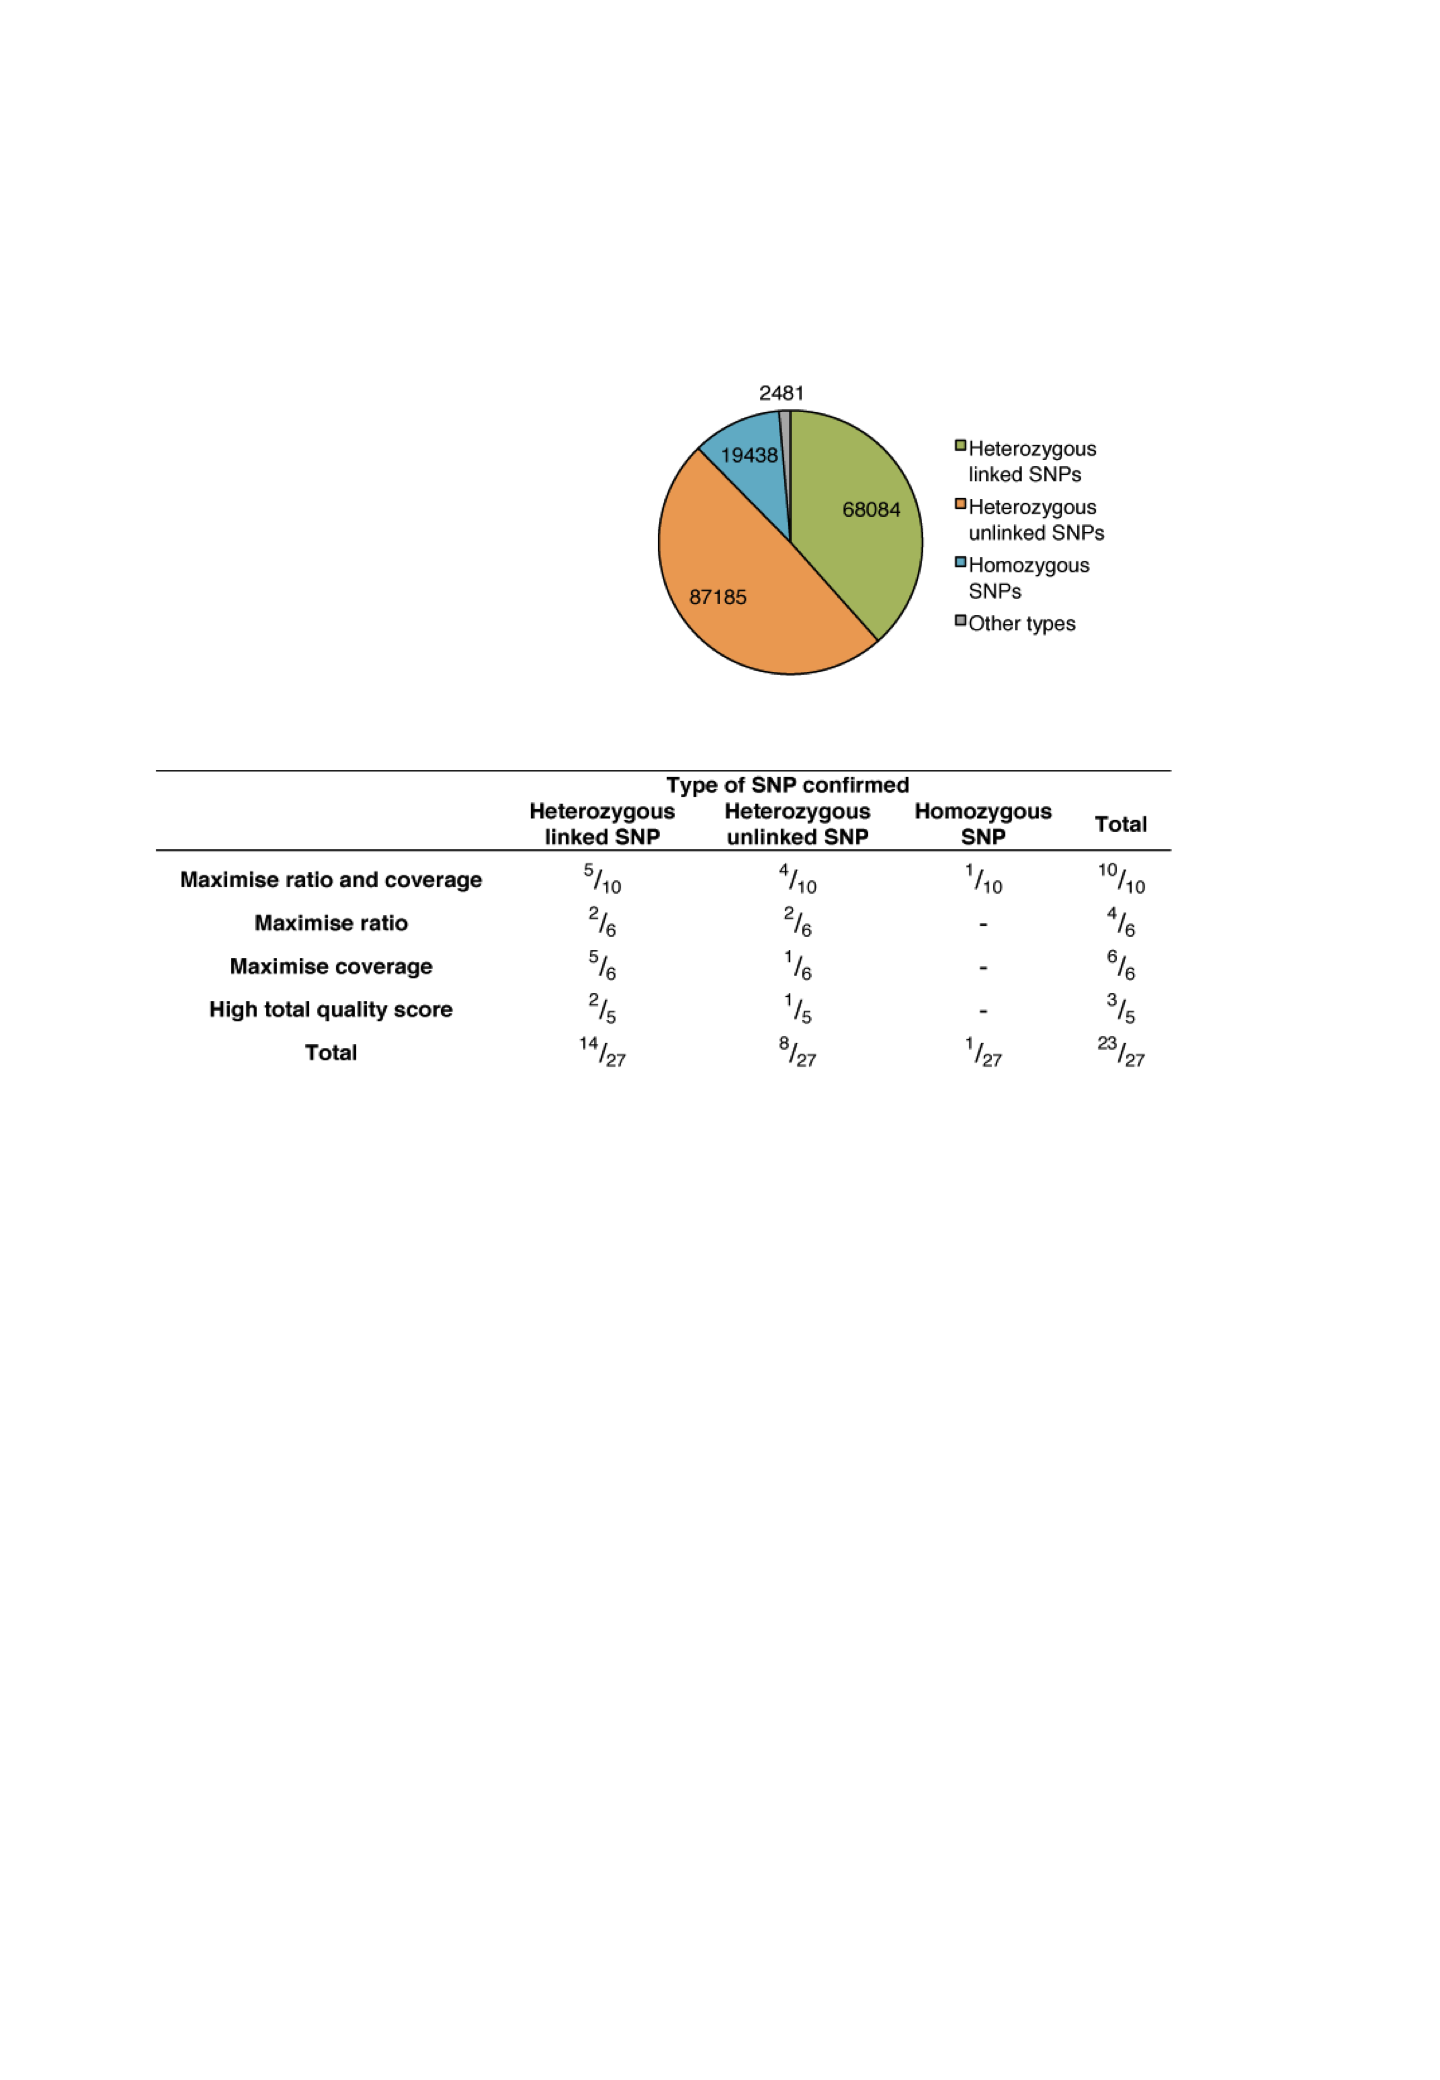 2481
19438
68084
87185
Heterozygous
linked SNPs
Heterozygous
unlinked SNPs
Homozygous
SNPs
Other types
Type of SNP confirmed
Heterozygous linked SNP Heterozygous unlinked SNP Homozygous SNP Total
Maximise ratio and coverage 5/10 4/10 1/10 10/10
Maximise ratio 2/6 2/6 - 4/6
Maximise coverage 5/6 1/6 - 6/6
High total quality score 2/5 1/5 - 3/5
Total 14/27 8/27 1/27 23/27